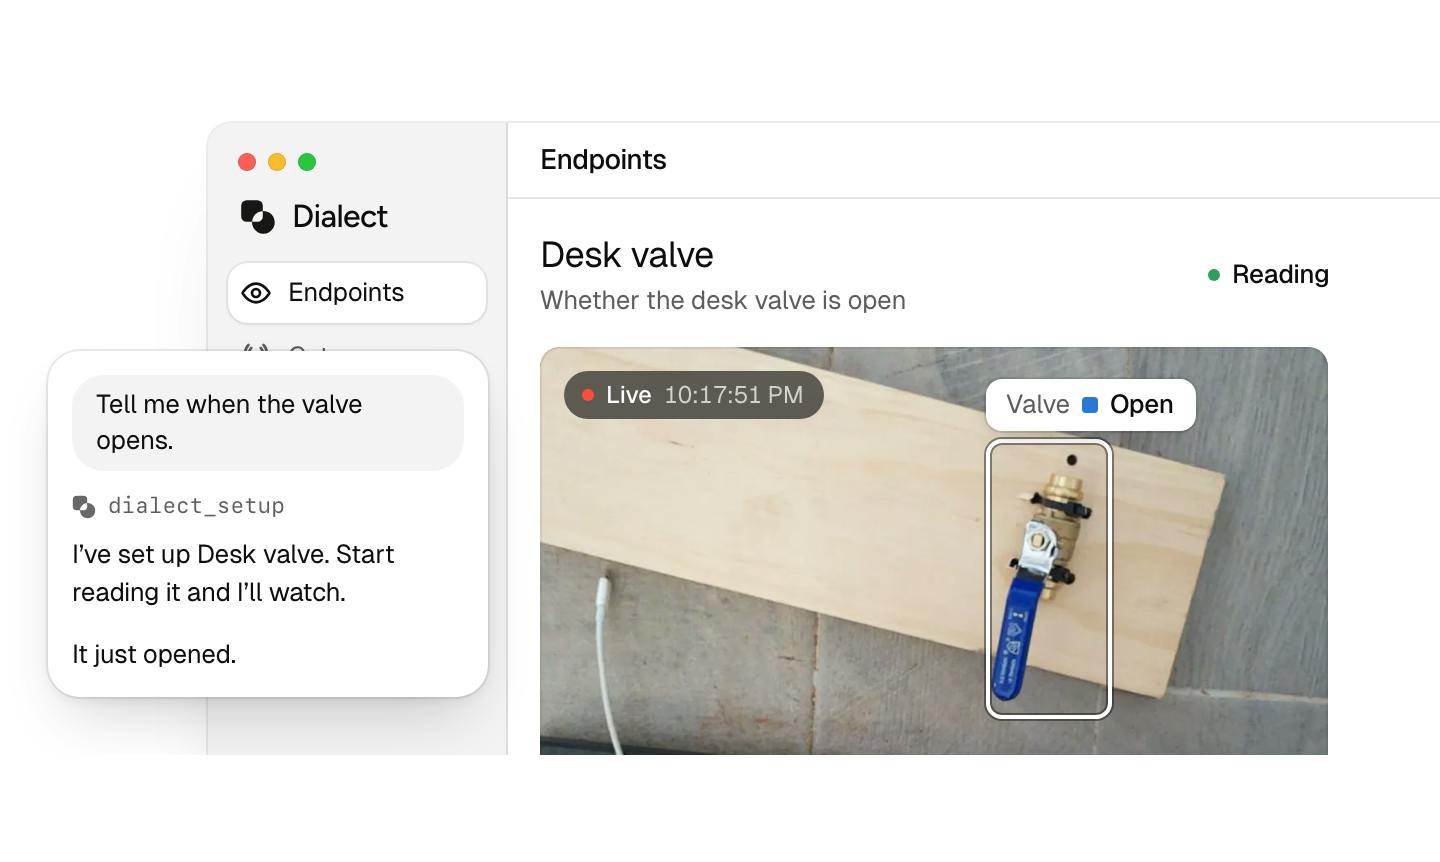 Dialect
Endpoints
Endpoints
Desk valve
Whether the desk valve is open
Reading
Live 10:17:51 PM
Valve Open
Tell me when the valve
opens.
dialect_setup
I’ve set up Desk valve. Start
reading it and I’ll watch.
It just opened.